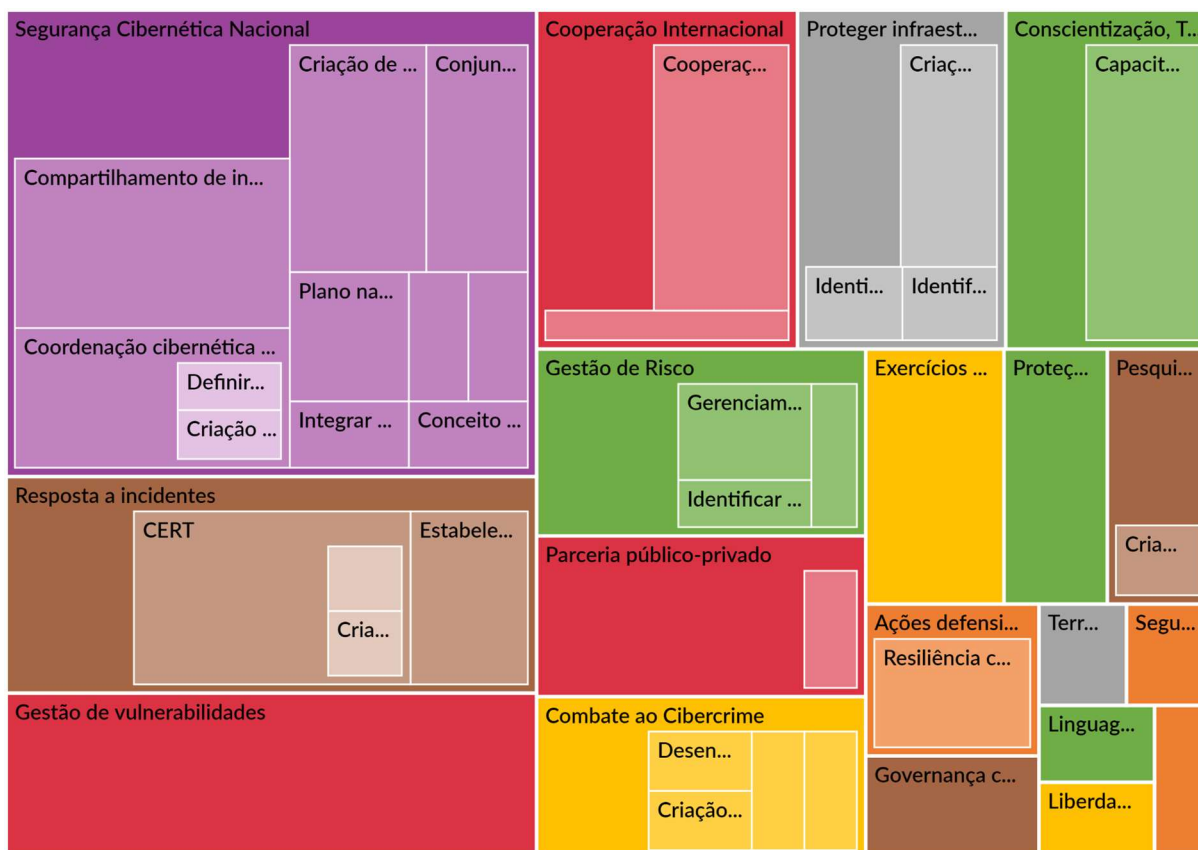 Segurança Cibernética Nacional
Criação de ...
Conjun...
Compartilhamento de in...
Plano na...
Coordenação cibernética ...
Definir...
Criação ...
Integrar ...
Conceito ...
Resposta a incidentes
CERT
Estabele...
Cria...
Gestão de vulnerabilidades
Cooperação Internacional
Cooperaç...
Proteger infraest...
Criaç...
Identi...
Identif...
Conscientização, T...
Capacit...
Gestão de Risco
Gerenciam...
Identificar ...
Parceria público-privado
Combate ao Cibercrime
Desen...
Criação...
Exercícios ...
Proteç...
Pesqui...
Cria...
Ações defensi...
Resiliência c...
Governança c...
Terr...
Segu...
Linguag...
Liberda...